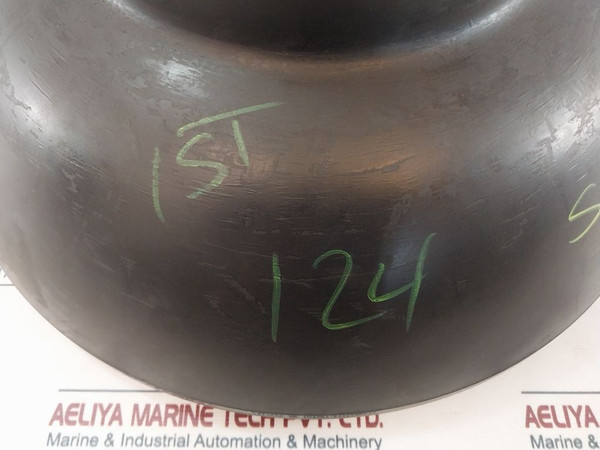 1ST
124
S
AELIYA MARINE TECH PVT. LTD.
Marine & Industrial Automation & Machinery
AELIYA
Marine &